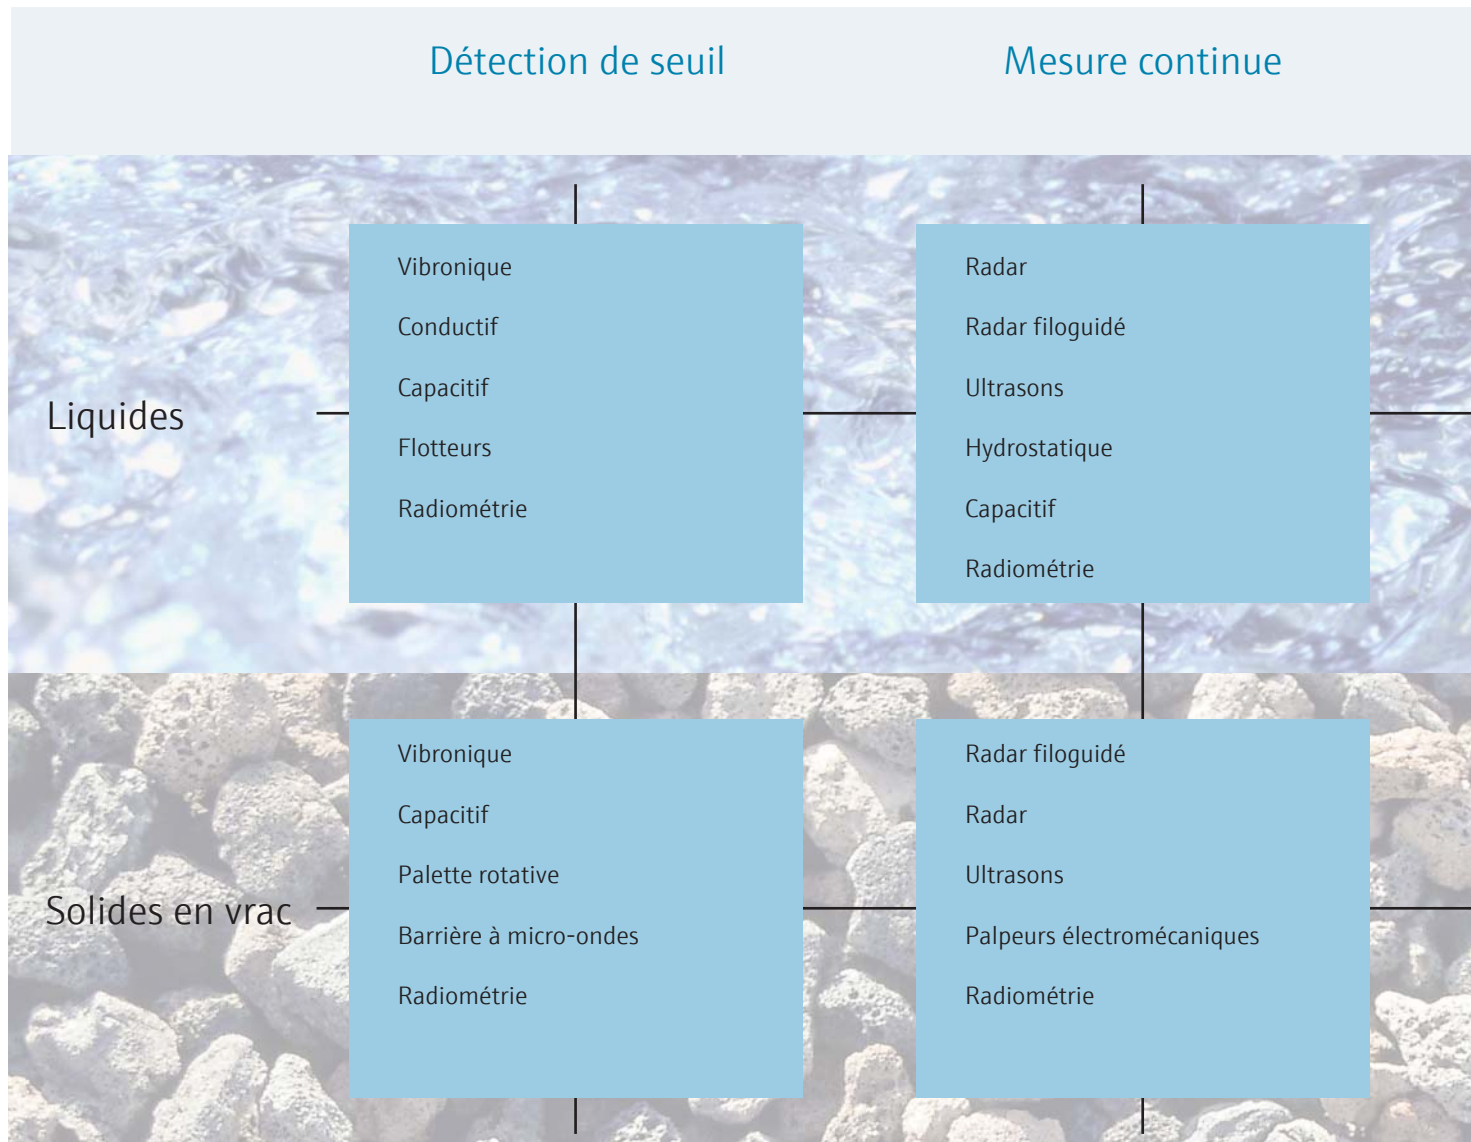 Détection de seuil
Mesure continue
Liquides
Vibronique
Conductif
Capacitif
Flotteurs
Radiométrie
Radar
Radar filoguidé
Ultrasons
Hydrostatique
Capacitif
Radiométrie
Solides en vrac
Vibronique
Capacitif
Palette rotative
Barrière à micro-ondes
Radiométrie
Radar filoguidé
Radar
Ultrasons
Palpeurs électromécaniques
Radiométrie